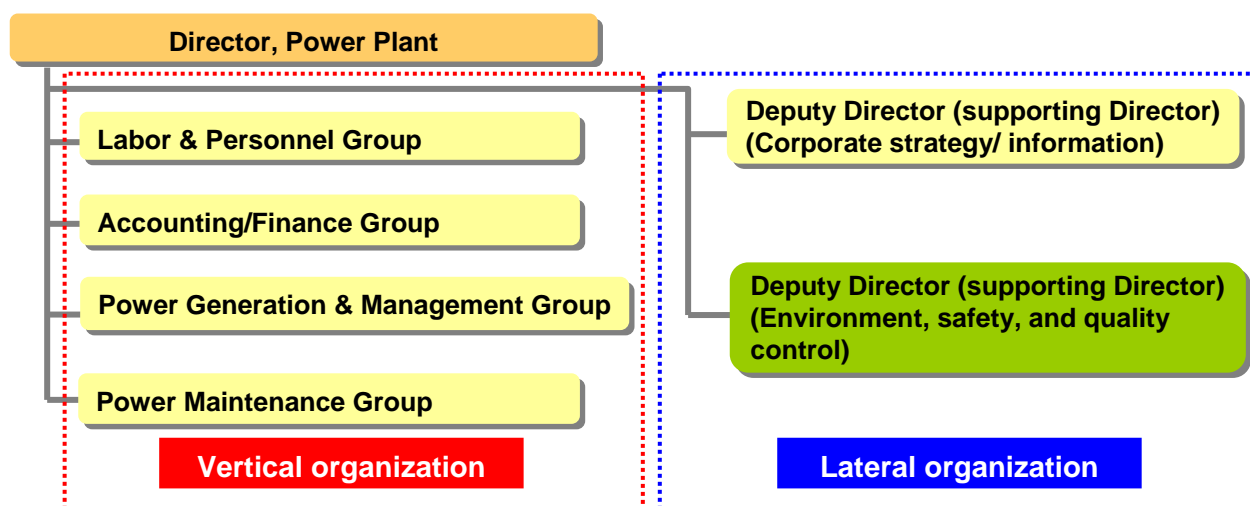 Director, Power Plant
Labor & Personnel Group
Accounting/Finance Group
Power Generation & Management Group
Power Maintenance Group
Vertical organization
Deputy Director (supporting Director)
(Corporate strategy/ information)
Deputy Director (supporting Director)
(Environment, safety, and quality
control)
Lateral organization